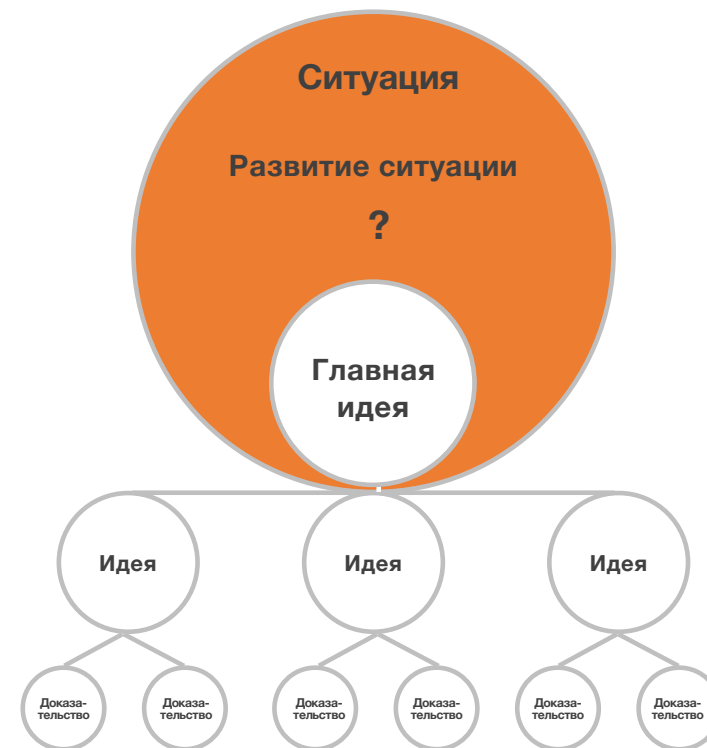 Ситуация
Развитие ситуации
?
Главная
идея
Идея
Идея
Идея
Доказа-
тельство
Доказа-
тельство
Доказа-
тельство
Доказа-
тельство
Доказа-
тельство
Доказа-
тельство